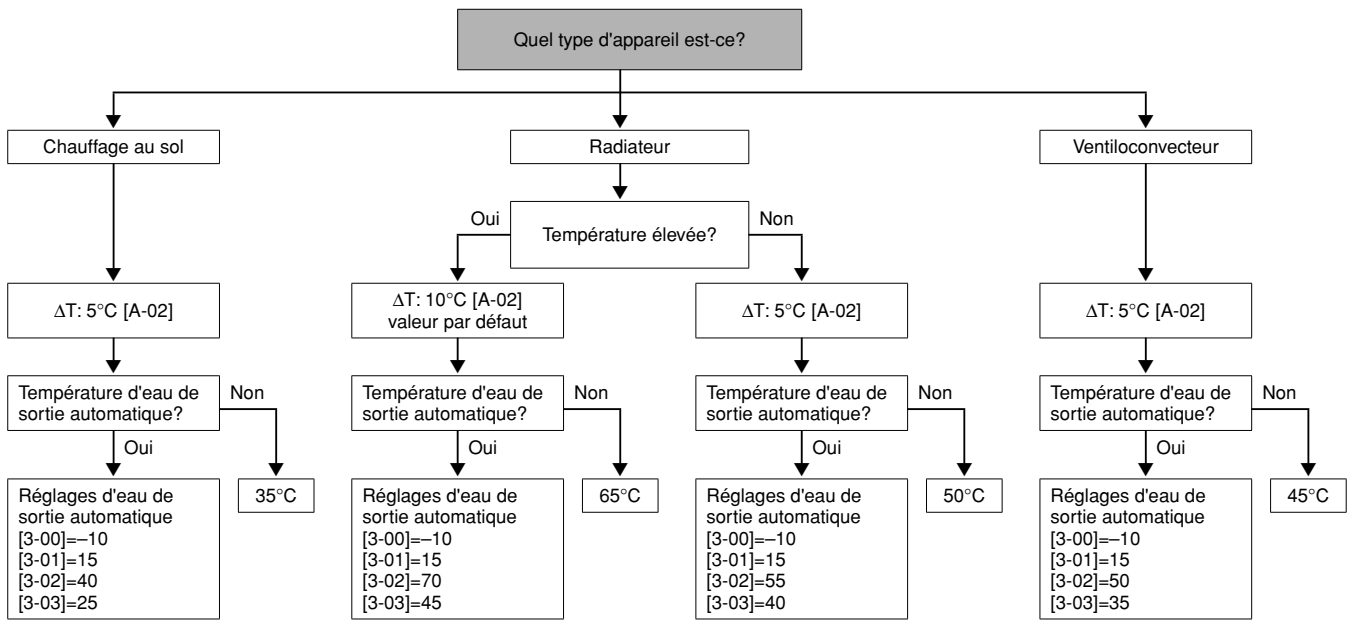 Quel type d'appareil est-ce?
Chauffage au sol
Radiateur
Ventiloconvecteur
Oui
Température élevée?
Non
ΔT: 5°C [A-02]
ΔT: 10°C [A-02]
valeur par défaut
ΔT: 5°C [A-02]
ΔT: 5°C [A-02]
Température d'eau de
sortie automatique?
Non
Oui
Température d'eau de
sortie automatique?
Non
Oui
Température d'eau de
sortie automatique?
Non
Oui
Température d'eau de
sortie automatique?
Non
Oui
Réglages d'eau de
sortie automatique
[3-00]=–10
[3-01]=15
[3-02]=40
[3-03]=25
35°C
Réglages d'eau de
sortie automatique
[3-00]=–10
[3-01]=15
[3-02]=70
[3-03]=45
65°C
Réglages d'eau de
sortie automatique
[3-00]=–10
[3-01]=15
[3-02]=55
[3-03]=40
50°C
Réglages d'eau de
sortie automatique
[3-00]=–10
[3-01]=15
[3-02]=50
[3-03]=35
45°C